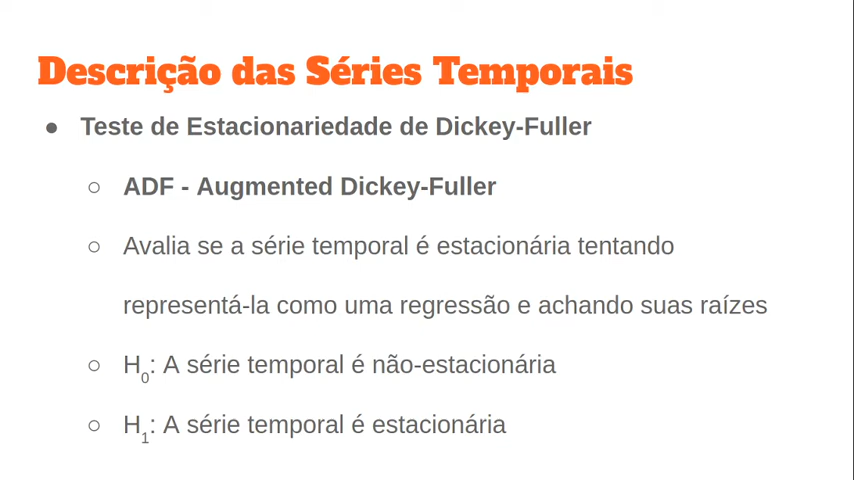 Descrição das Séries Temporais
● Teste de Estacionariedade de Dickey-Fuller
○ ADF - Augmented Dickey-Fuller
○ Avalia se a série temporal é estacionária tentando
representá-la como uma regressão e achando suas raízes
○ H0: A série temporal é não-estacionária
○ H1: A série temporal é estacionária